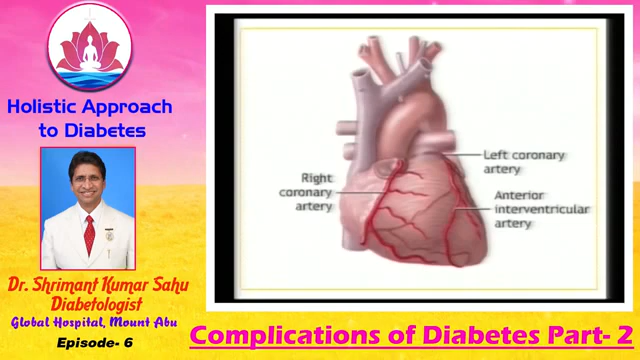 Holistic Approach
to Diabetes
Dr. Shrimant Kumar Sahu
Diabetologist
Global Hospital, Mount Abu
Episode- 6
Left coronary
artery
Right
coronary
artery
Anterior
interventricular
artery
Complications of Diabetes Part- 2